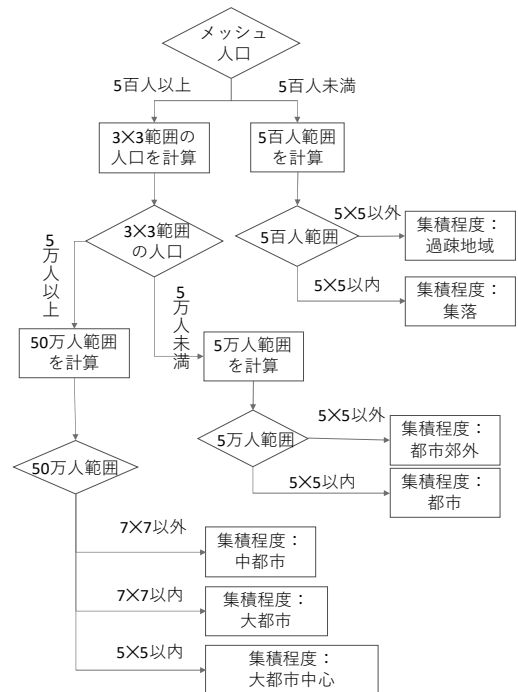 メッシュ
人口
5百人以上
5百人未満
3×3範囲の
人口を計算
5百人範囲
を計算
3×3範囲
の人口
5百人範囲
5×5以外
集積程度：
過疎地域
5×5以内
集積程度：
集落
5万人以上
5万人未満
50万人範囲
を計算
5万人範囲
を計算
5万人範囲
5×5以外
集積程度：
都市郊外
5×5以内
集積程度：
都市
50万人範囲
7×7以外
集積程度：
中都市
7×7以内
集積程度：
大都市
5×5以内
集積程度：
大都市中心